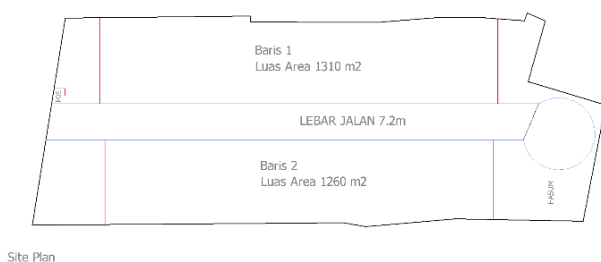 Baris 1
Luas Area 1310 m2
POS
LEBAR JALAN 7.2m
Baris 2
Luas Area 1260 m2
FASUM
Site Plan